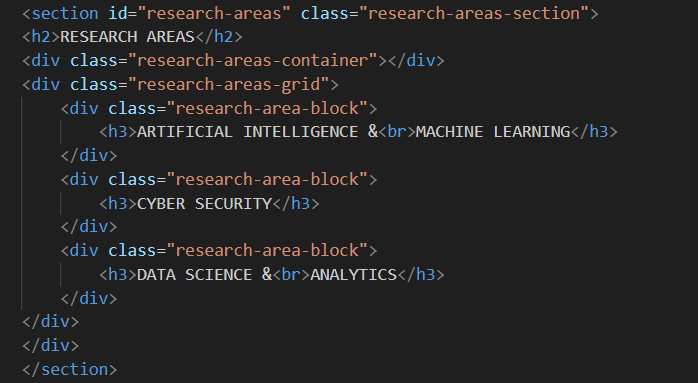 <section id="research-areas" class="research-areas-section">
<h2>RESEARCH AREAS</h2>
<div class="research-areas-container"></div>
<div class="research-areas-grid">
    <div class="research-area-block">
        <h3>ARTIFICIAL INTELLIGENCE &<br>MACHINE LEARNING</h3>
    </div>
    <div class="research-area-block">
        <h3>CYBER SECURITY</h3>
    </div>
    <div class="research-area-block">
        <h3>DATA SCIENCE &<br>ANALYTICS</h3>
    </div>
</div>
</div>
</section>